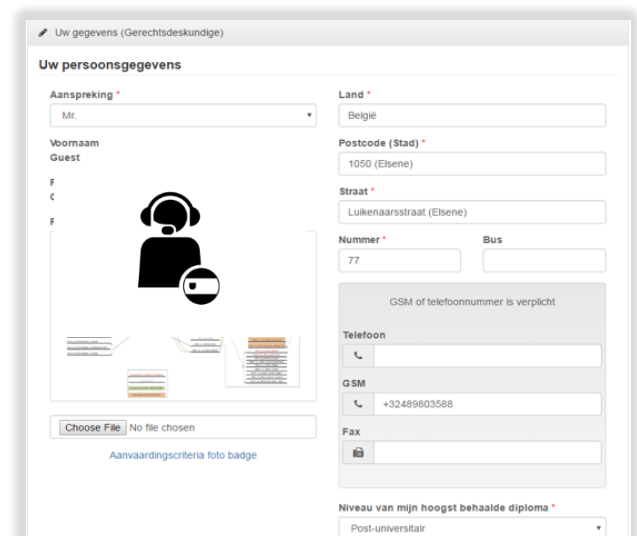 Uw gegevens (Gerechtsdeskundige)
Uw persoonsgegevens
Aanspreking *
Mr.
Voornaam
Guest
Choose File No file chosen
Aanvaardingscriteria foto badge
Land *
België
Postcode (Stad) *
1050 (Elsene)
Straat *
Luikenaarsstraat (Elsene)
Nummer * Bus
77
GSM of telefoonnummer is verplicht
Telefoon
GSM
+32489803588
Fax
Niveau van mijn hoogst behaalde diploma *
Post-universitair